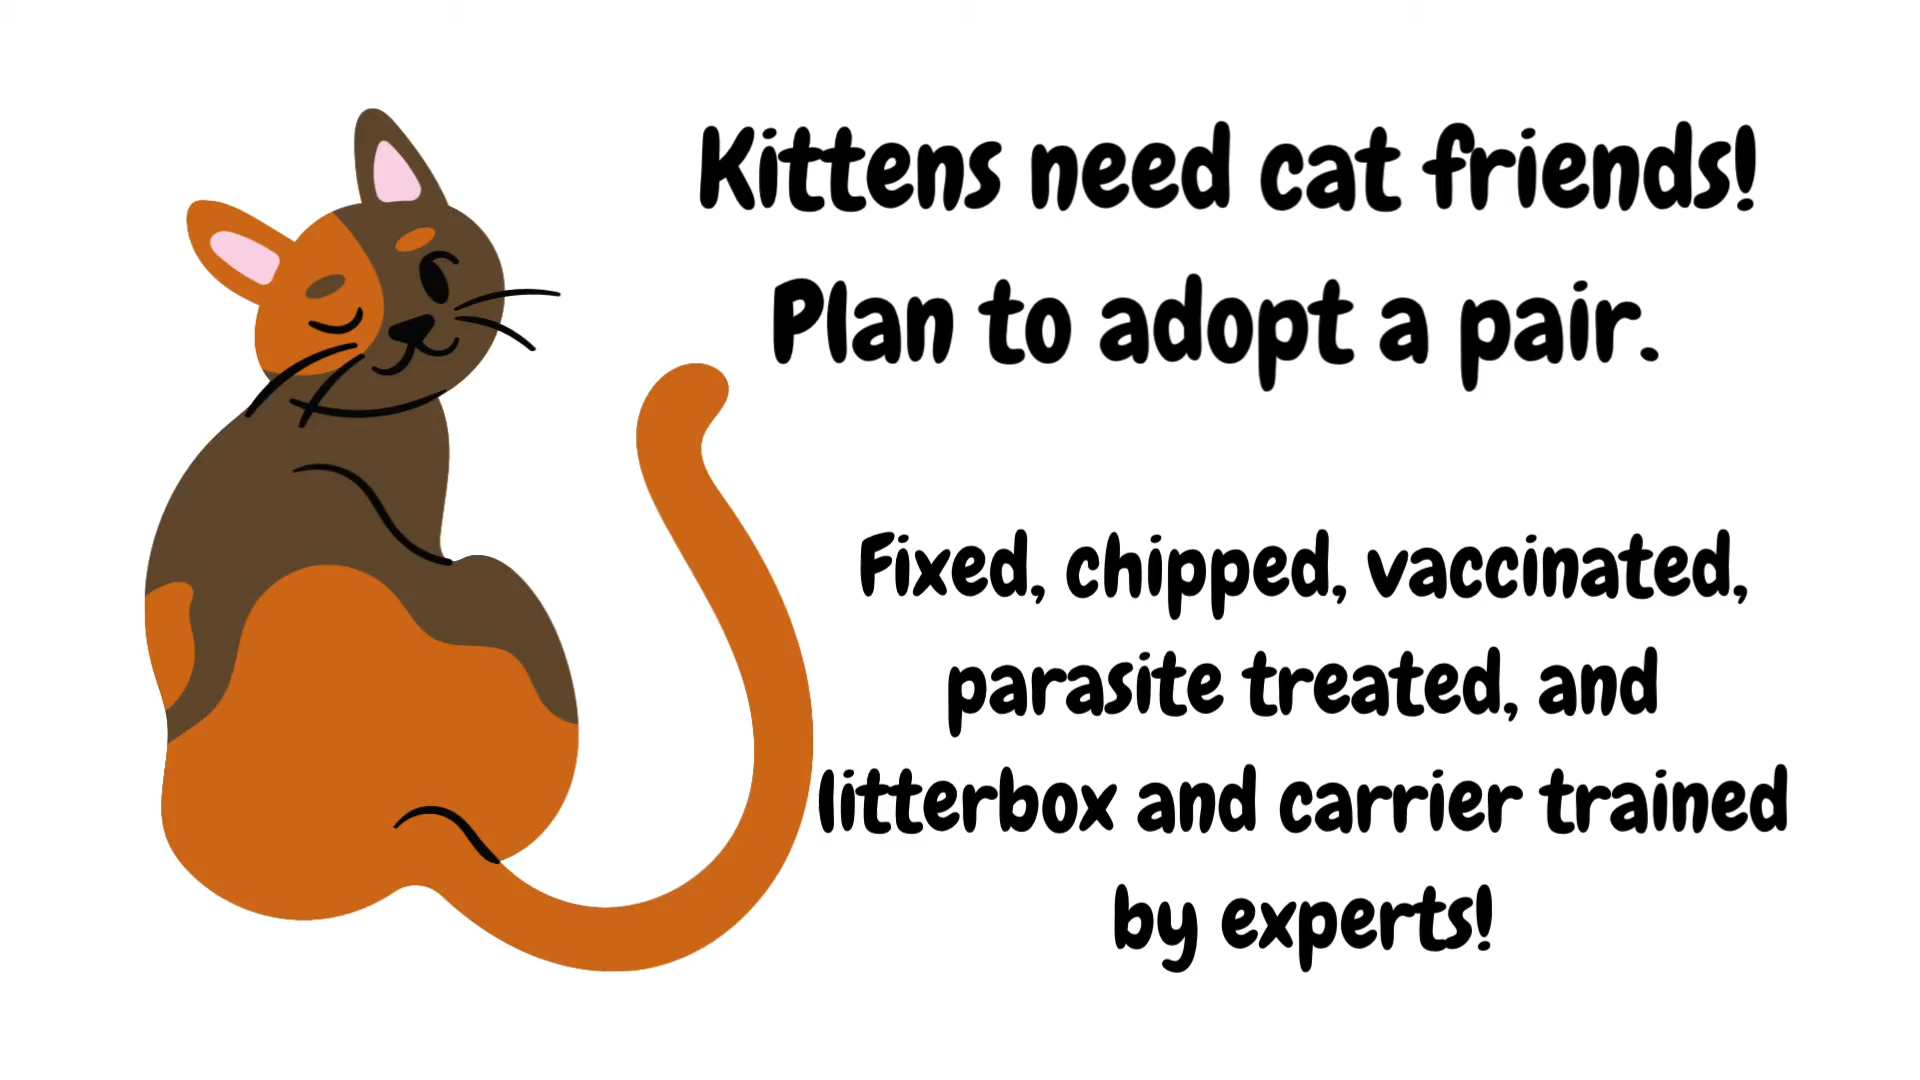 Kittens need cat friends!
Plan to adopt a pair.
Fixed, chipped, vaccinated,
parasite treated, and
litterbox and carrier trained
by experts!